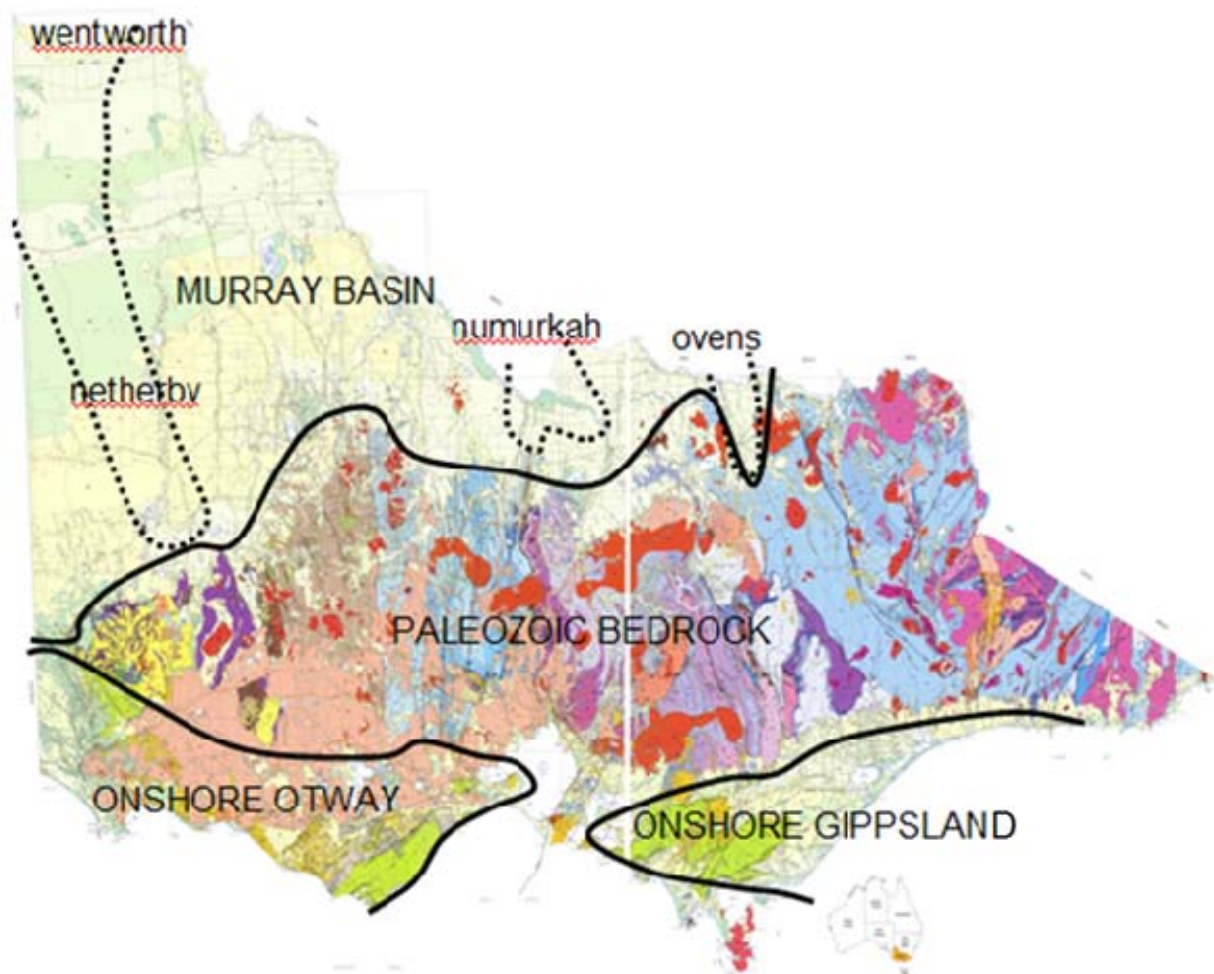 wentworth
MURRAY BASIN
numurkah
ovens
netherby
PALEOZOIC BEDROCK
ONSHORE OTWAY
ONSHORE GIPPSLAND